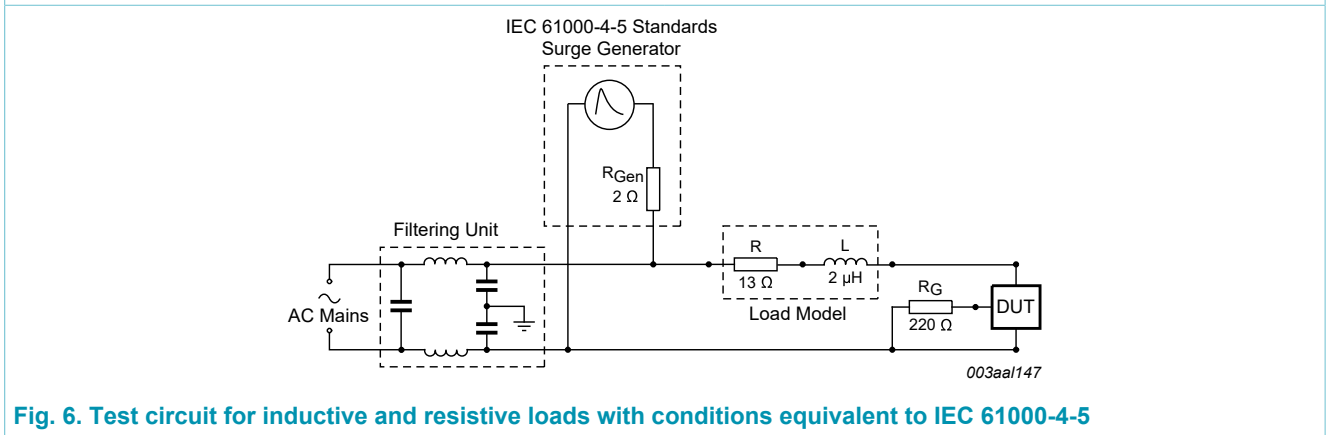 IEC 61000-4-5 Standards
Surge Generator
RGen
2 Ω
Filtering Unit
R
L
13 Ω
2 µH
RG
DUT
AC Mains
Load Model
220 Ω
003aal147
Fig. 6. Test circuit for inductive and resistive loads with conditions equivalent to IEC 61000-4-5